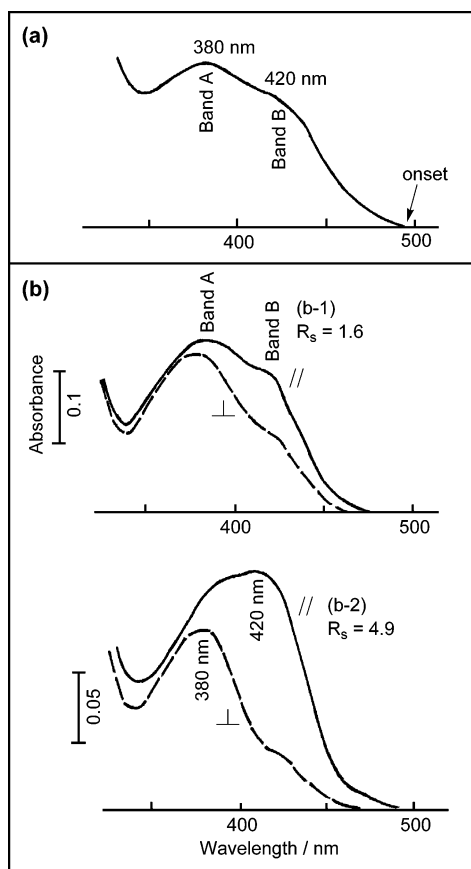 (a)
380 nm
Band A
420 nm
Band B
onset
400
500
(b)
Band A
Band B
(b-1)
Rs = 1.6
//
⊥
Absorbance
0.1
400
500
//
(b-2)
Rs = 4.9
420 nm
380 nm
⊥
0.05
400
500
Wavelength / nm